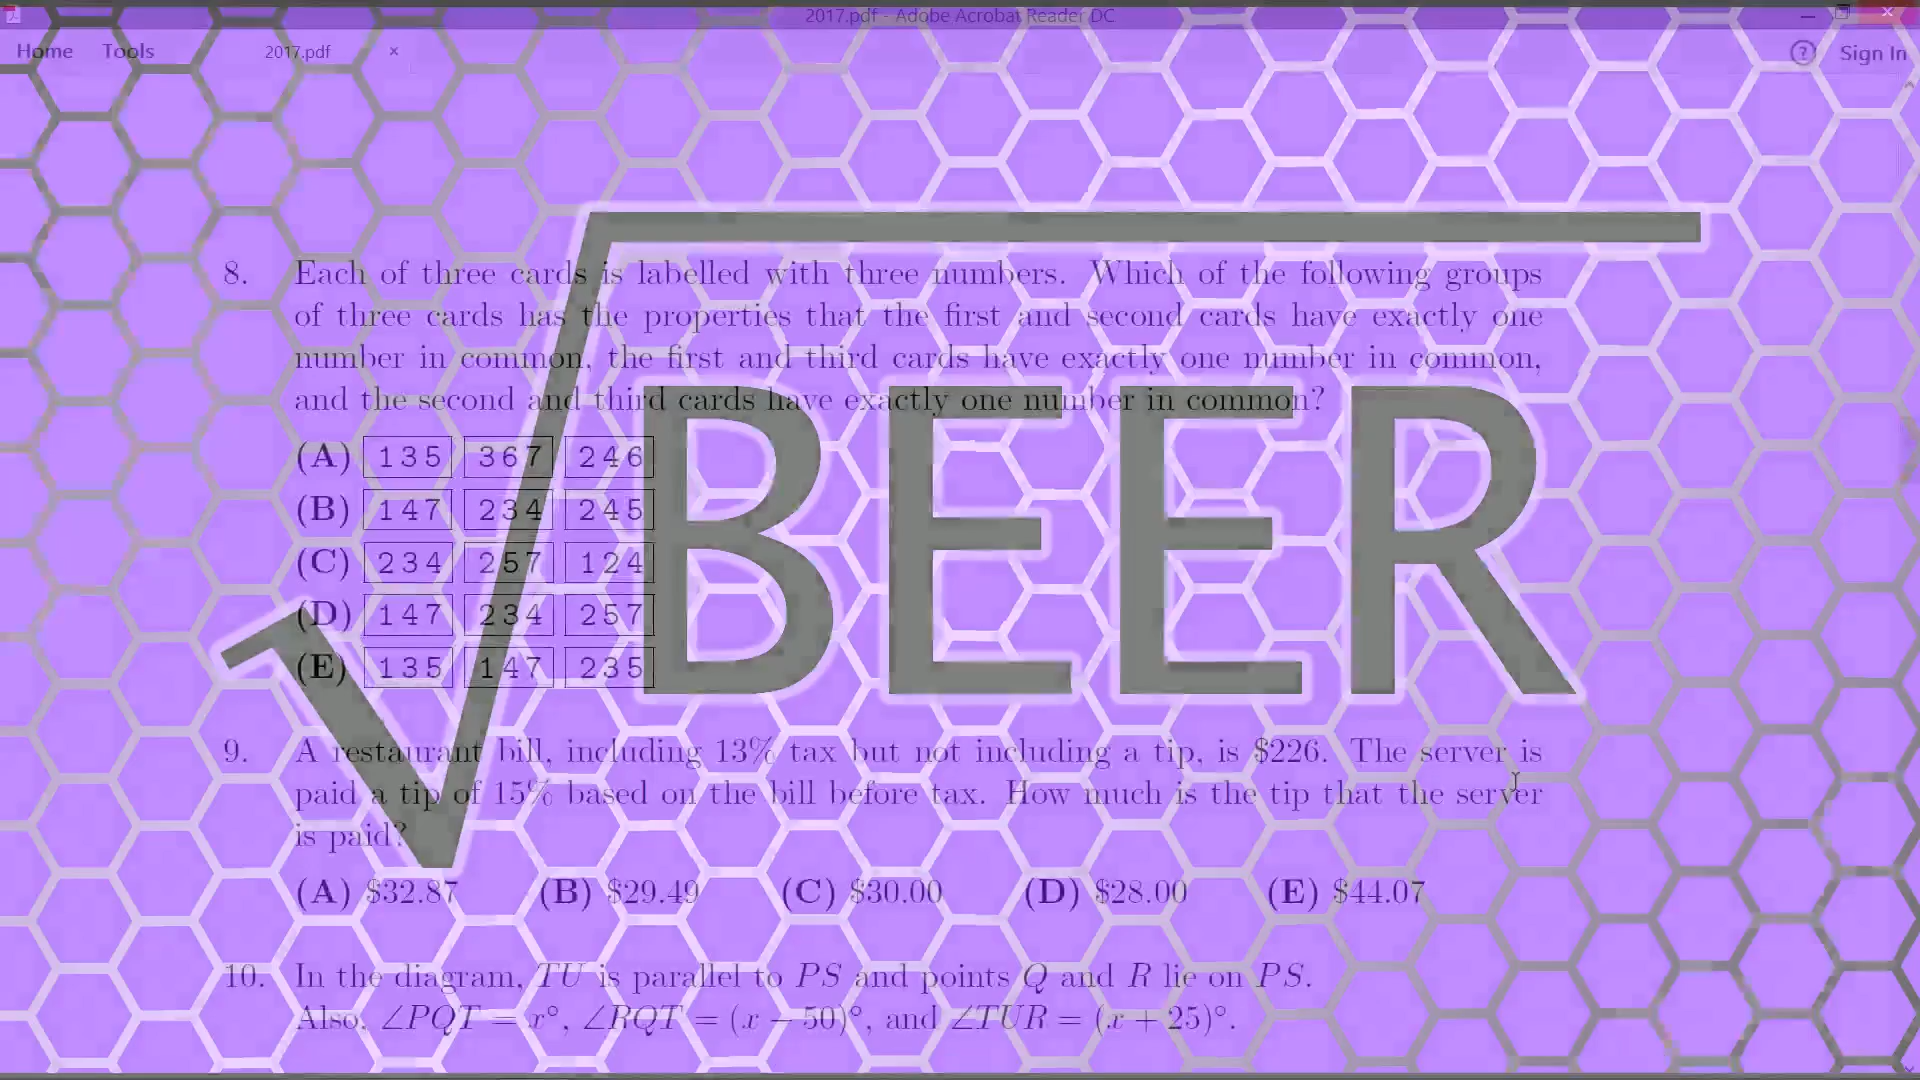 2017.pdf - Adobe Acrobat Reader DC
Home Tools 2017.pdf × ? Sign In
8. Each of three cards is labelled with three numbers. Which of the following groups
of three cards has the properties that the first and second cards have exactly one
number in common, the first and third cards have exactly one number in common,
and the second and third cards have exactly one number in common?
(A) 135 367 246
(B) 147 234 245
(C) 234 257 124
(D) 147 234 257
(E) 135 147 235
√BEER
9. A restaurant bill, including 13% tax but not including a tip, is $226. The server is
paid a tip of 15% based on the bill before tax. How much is the tip that the server
is paid?
(A) $32.87 (B) $29.49 (C) $30.00 (D) $28.00 (E) $44.07
10. In the diagram, TU is parallel to PS and points Q and R lie on PS.
Also, ∠PQT = x°, ∠RQT = (x − 50)°, and ∠TUR = (x + 25)°.